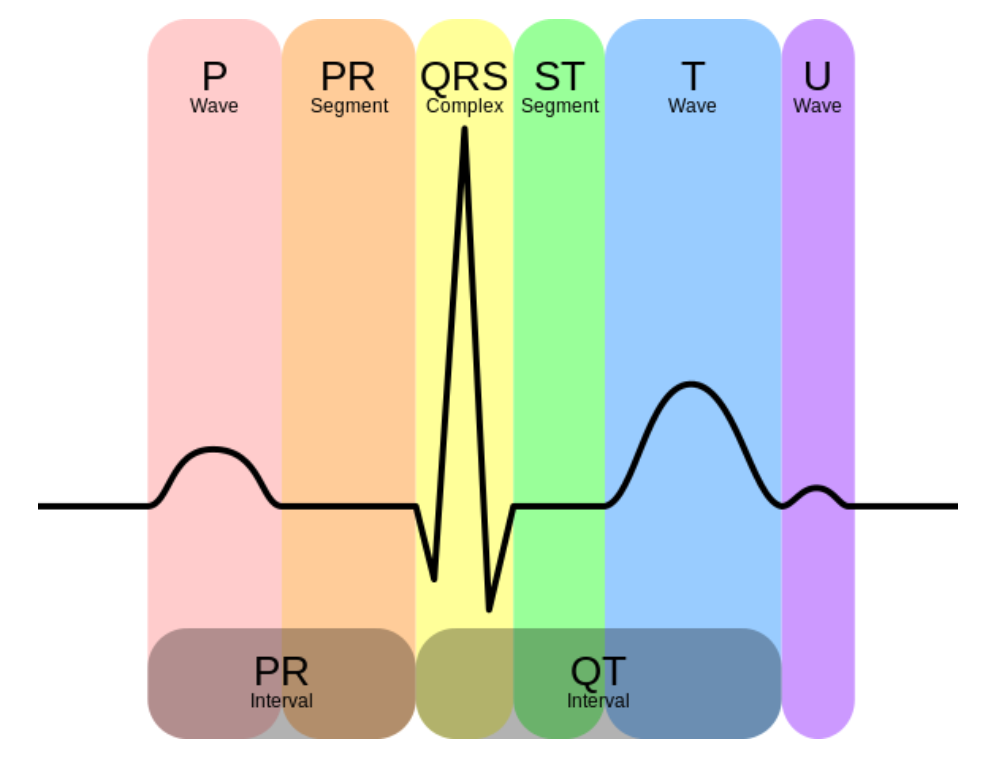 P PR QRS ST T U
Wave Segment Complex Segment Wave Wave
PR QT
Interval Interval